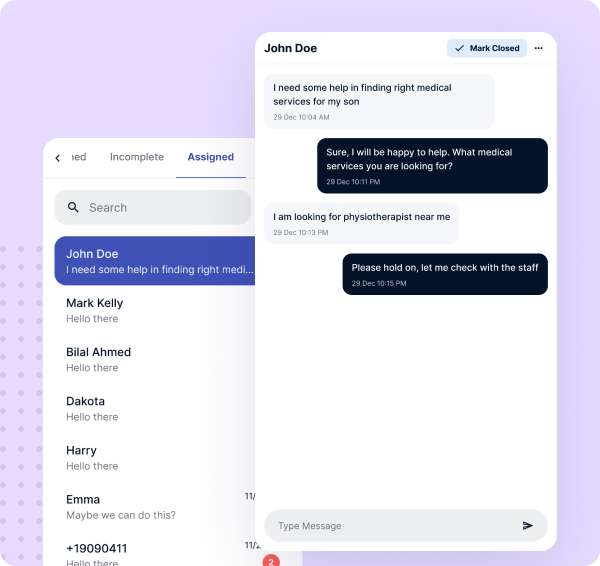 ned Incomplete Assigned
Search
John Doe
I need some help in finding right medi...
Mark Kelly
Hello there
Bilal Ahmed
Hello there
Dakota
Hello there
Harry
Hello there
Emma 11/
Maybe we can do this?
+19090411 11/2
Hello there
2
John Doe
Mark Closed
I need some help in finding right medical
services for my son
29 Dec 10:04 AM
Sure, I will be happy to help. What medical
services you are looking for?
29 Dec 10:11 PM
I am looking for physiotherapist near me
29 Dec 10:13 PM
Please hold on, let me check with the staff
29 Dec 10:15 PM
Type Message